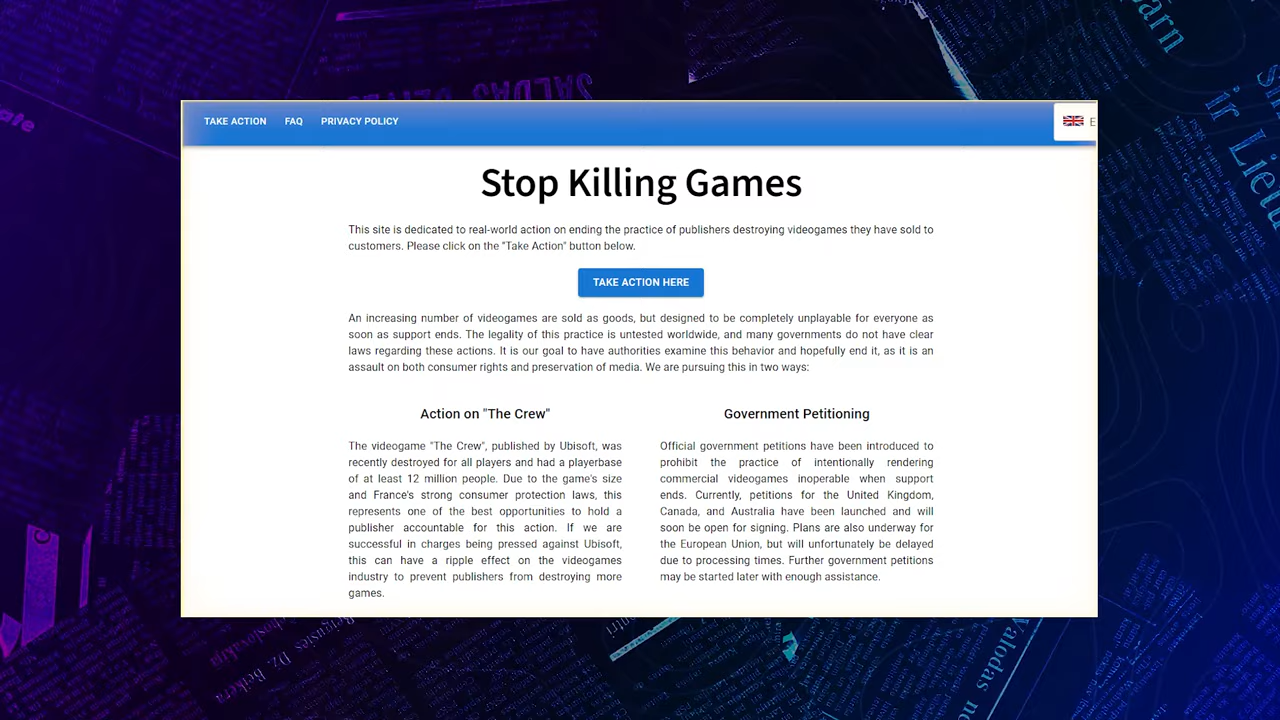 TAKE ACTION FAQ PRIVACY POLICY E
Stop Killing Games
This site is dedicated to real-world action on ending the practice of publishers destroying videogames they have sold to
customers. Please click on the "Take Action" button below.
TAKE ACTION HERE
An increasing number of videogames are sold as goods, but designed to be completely unplayable for everyone as
soon as support ends. The legality of this practice is untested worldwide, and many governments do not have clear
laws regarding these actions. It is our goal to have authorities examine this behavior and hopefully end it, as it is an
assault on both consumer rights and preservation of media. We are pursuing this in two ways:
Action on "The Crew"
The videogame "The Crew", published by Ubisoft, was
recently destroyed for all players and had a playerbase
of at least 12 million people. Due to the game's size
and France's strong consumer protection laws, this
represents one of the best opportunities to hold a
publisher accountable for this action. If we are
successful in charges being pressed against Ubisoft,
this can have a ripple effect on the videogames
industry to prevent publishers from destroying more
games.
Government Petitioning
Official government petitions have been introduced to
prohibit the practice of intentionally rendering
commercial videogames inoperable when support
ends. Currently, petitions for the United Kingdom,
Canada, and Australia have been launched and will
soon be open for signing. Plans are also underway for
the European Union, but will unfortunately be delayed
due to processing times. Further government petitions
may be started later with enough assistance.